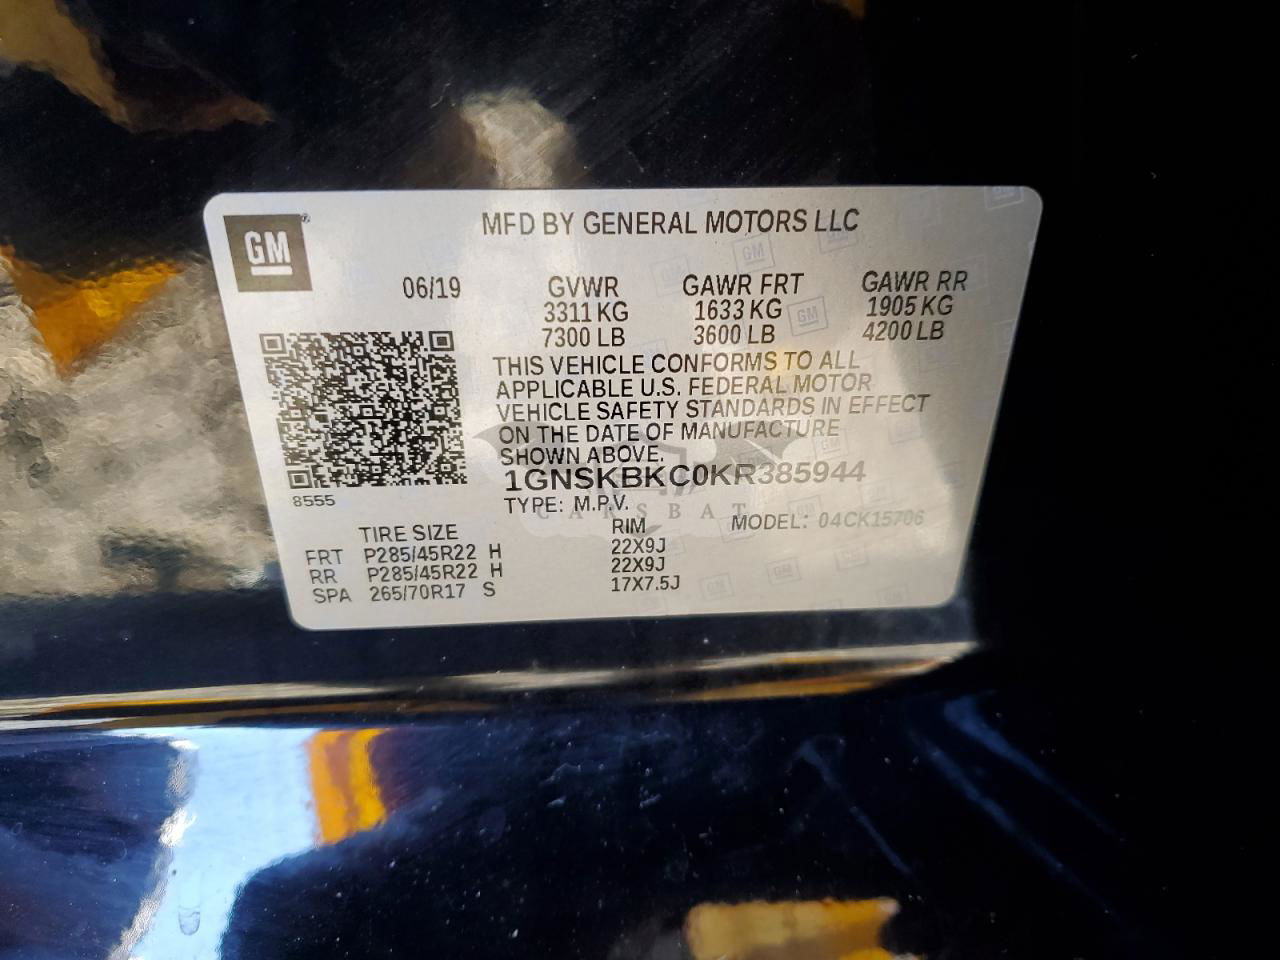 GM
MFD BY GENERAL MOTORS LLC
06/19 GVWR GAWR FRT GAWR RR
3311 KG 1633 KG 1905 KG
7300 LB 3600 LB 4200 LB
THIS VEHICLE CONFORMS TO ALL
APPLICABLE U.S. FEDERAL MOTOR
VEHICLE SAFETY STANDARDS IN EFFECT
ON THE DATE OF MANUFACTURE
SHOWN ABOVE.
1GNSKBKC0KR385944
8555
TYPE: M.P.V.
CARSBAT
TIRE SIZE RIM MODEL: 04CK15706
FRT P285/45R22 H 22X9J
RR P285/45R22 H 22X9J
SPA 265/70R17 S 17X7.5J